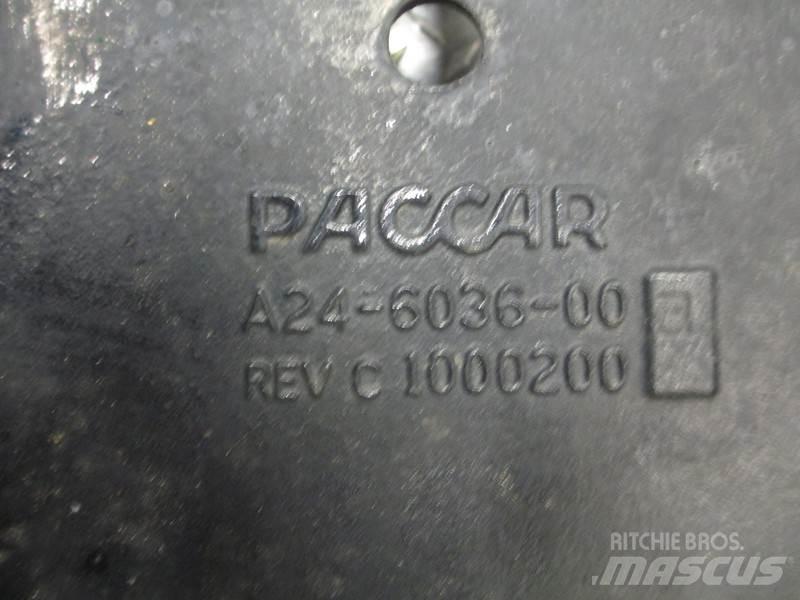 PACCAR
A24-6036-00
REV C 1000200
RITCHIE BROS.
MASCUS